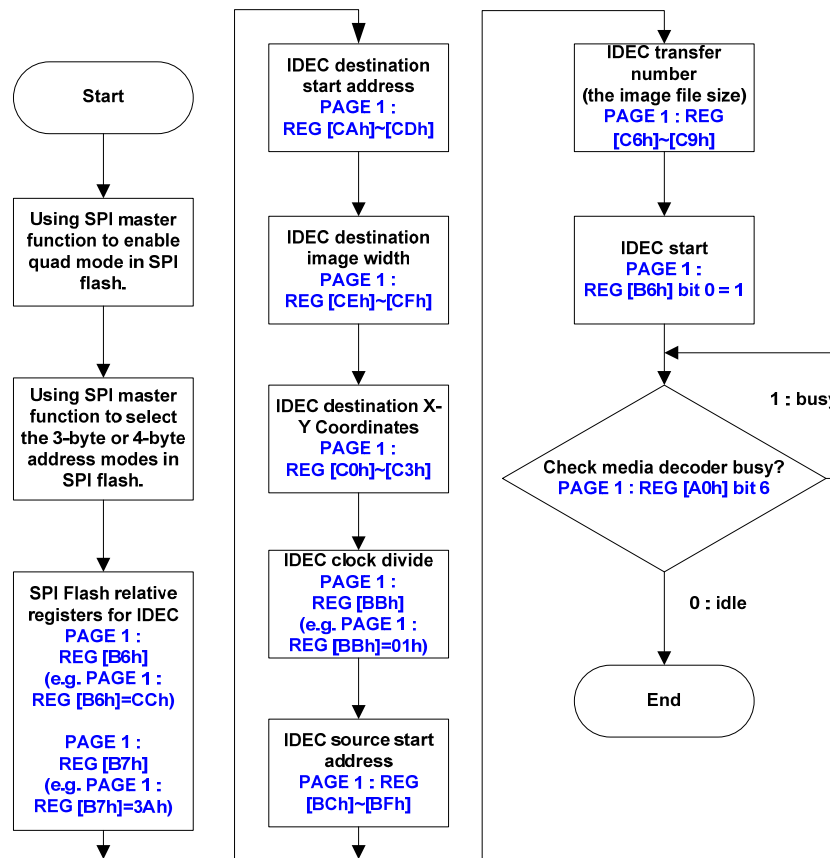 Start
Using SPI master
function to enable
quad mode in SPI
flash.
Using SPI master
function to select
the 3-byte or 4-byte
address modes in
SPI flash.
SPI Flash relative
registers for IDEC
PAGE 1 :
REG [B6h]
(e.g. PAGE 1 :
REG [B6h]=CCh)
PAGE 1 :
REG [B7h]
(e.g. PAGE 1 :
REG [B7h]=3Ah)
IDEC destination
start address
PAGE 1 :
REG [CAh]~[CDh]
IDEC destination
image width
PAGE 1 :
REG [CEh]~[CFh]
IDEC destination X-
Y Coordinates
PAGE 1 :
REG [C0h]~[C3h]
IDEC clock divide
PAGE 1 :
REG [BBh]
(e.g. PAGE 1 :
REG [BBh]=01h)
IDEC source start
address
PAGE 1 : REG
[BCh]~[BFh]
IDEC transfer
number
(the image file size)
PAGE 1 : REG
[C6h]~[C9h]
IDEC start
PAGE 1 :
REG [B6h] bit 0 = 1
1 : busy
Check media decoder busy?
PAGE 1 : REG [A0h] bit 6
0 : idle
End